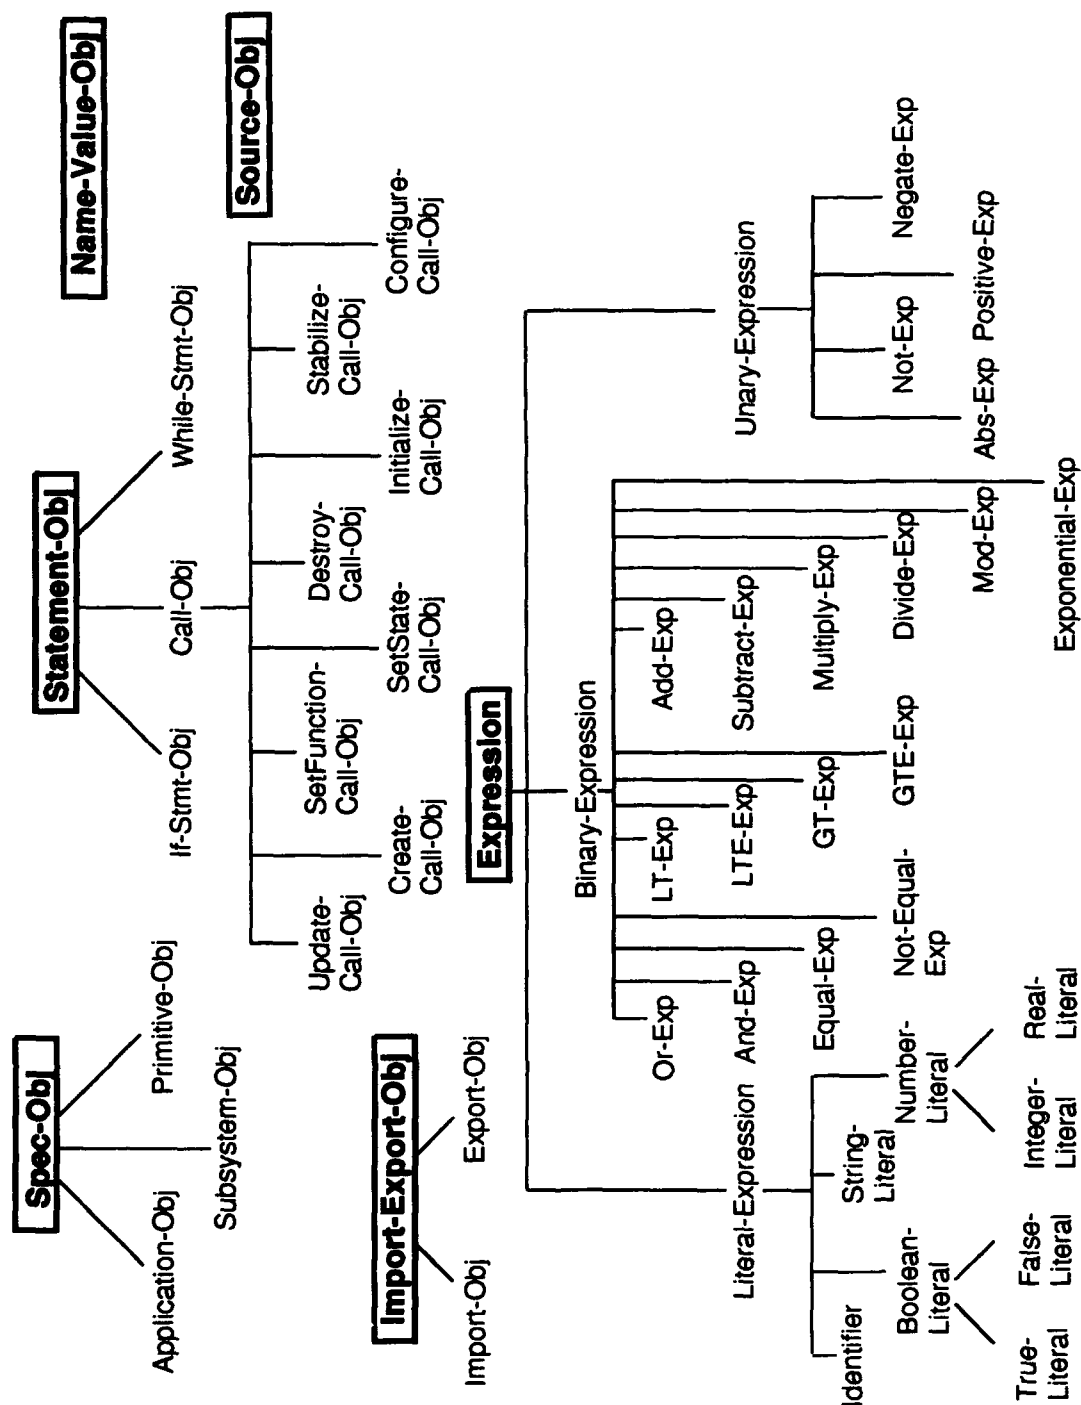 Spec-Obj
Application-Obj
Primitive-Obj
Subsystem-Obj
Statement-Obj
If-Stmt-Obj
Call-Obj
While-Stmt-Obj
Name-Value-Obj
Source-Obj
Update-
Call-Obj
SetFunction-
Call-Obj
Destroy-
Call-Obj
Stabilize-
Call-Obj
Create-
Call-Obj
SetState-
Call-Obj
Initialize-
Call-Obj
Configure-
Call-Obj
Import-Export-Obj
Import-Obj
Export-Obj
Expression
Literal-Expression
Binary-Expression
Unary-Expression
Identifier
String-
Literal
Boolean-
Literal
Number-
Literal
True-
Literal
False-
Literal
Integer-
Literal
Real-
Literal
Or-Exp
LT-Exp
Add-Exp
And-Exp
LTE-Exp
Subtract-Exp
Equal-Exp
GT-Exp
Multiply-Exp
Not-Equal-
Exp
GTE-Exp
Divide-Exp
Mod-Exp
Exponential-Exp
Not-Exp
Negate-Exp
Abs-Exp
Positive-Exp